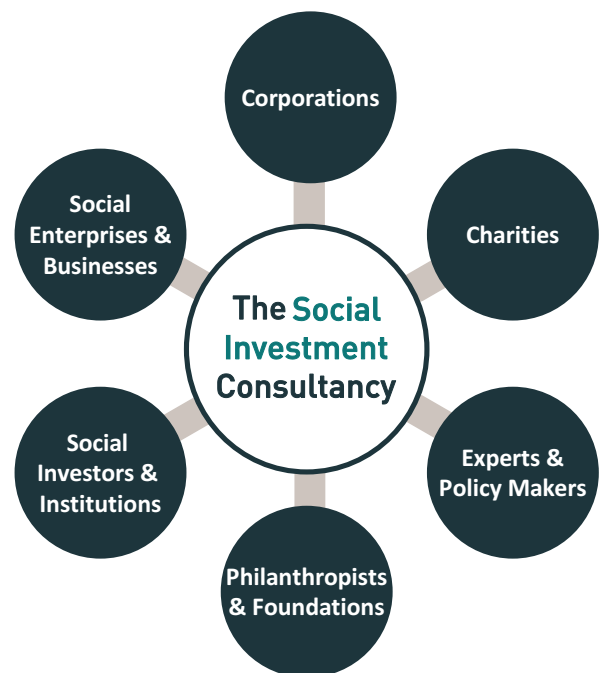 Corporations
Social
Enterprises &
Businesses
Charities
The Social
Investment
Consultancy
Social
Investors &
Institutions
Experts &
Policy Makers
Philanthropists
& Foundations